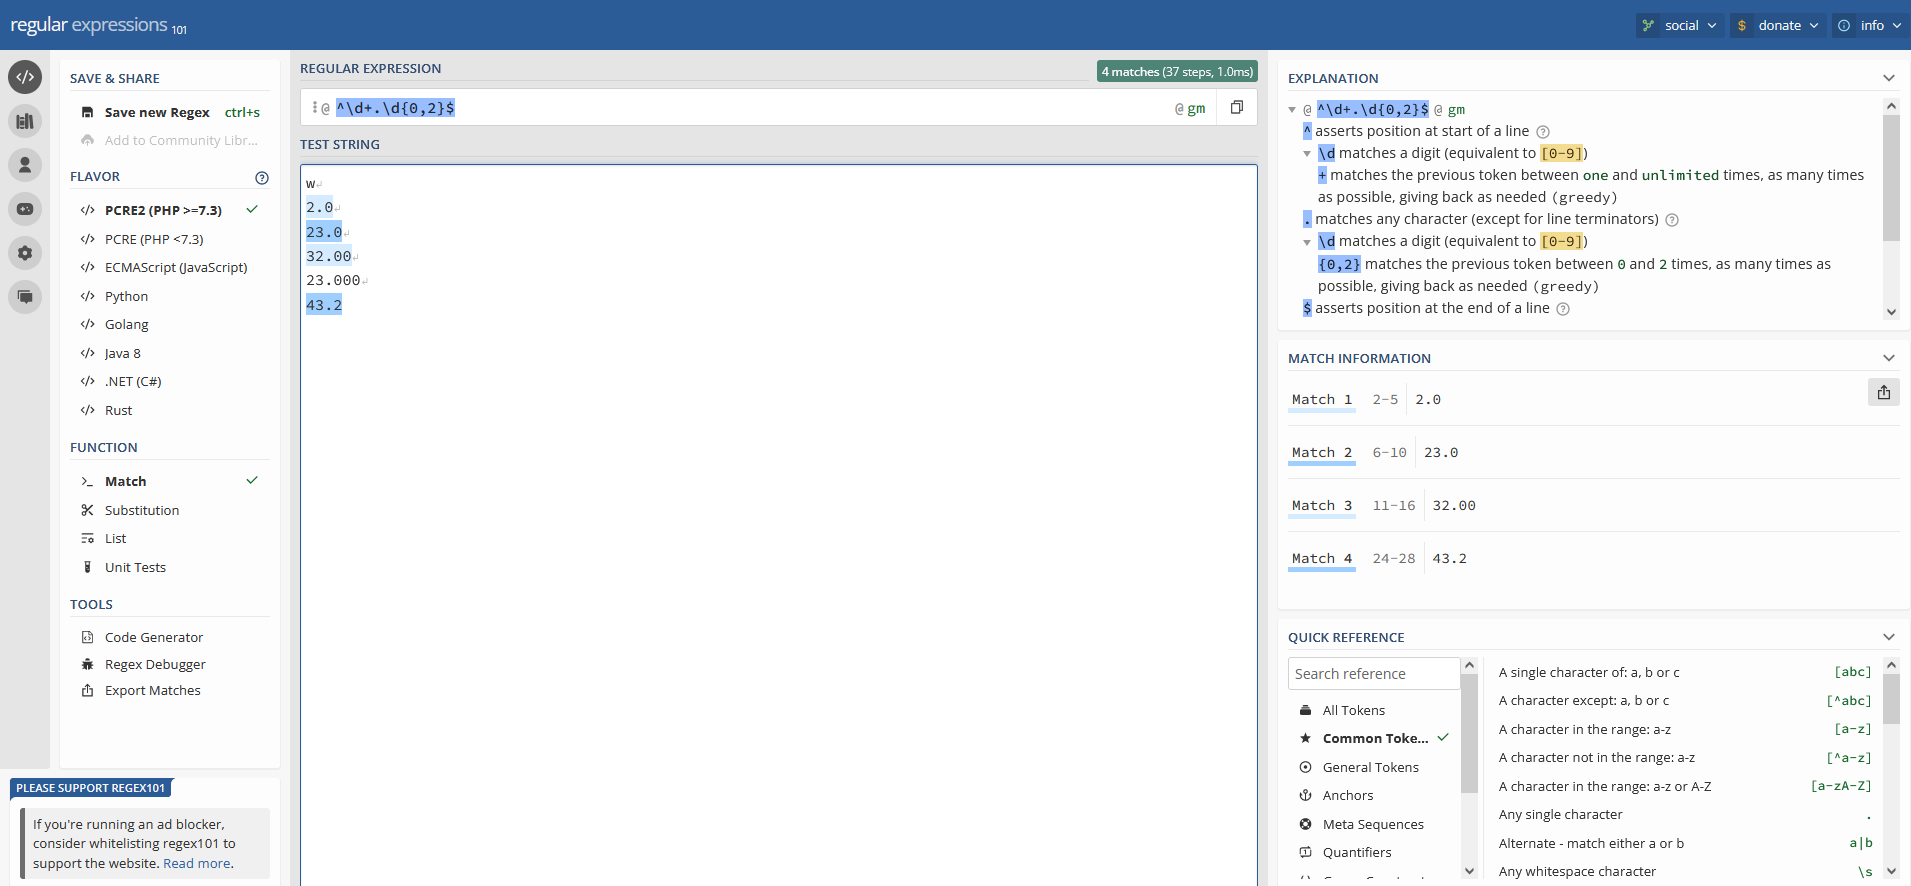 regular expressions 101
social
donate
info
SAVE & SHARE
Save new Regex ctrl+s
Add to Community Libr...
FLAVOR
PCRE2 (PHP >=7.3)
PCRE (PHP <7.3)
ECMAScript (JavaScript)
Python
Golang
Java 8
.NET (C#)
Rust
FUNCTION
Match
Substitution
List
Unit Tests
TOOLS
Code Generator
Regex Debugger
Export Matches
PLEASE SUPPORT REGEX101
If you're running an ad blocker,
consider whitelisting regex101 to
support the website. Read more.
REGULAR EXPRESSION
4 matches (37 steps, 1.0ms)
@ ^\d+.\d{0,2}$ @ gm
TEST STRING
w
2.0
23.0
32.00
23.000
43.2
EXPLANATION
@ ^\d+.\d{0,2}$ @ gm
^ asserts position at start of a line
\d matches a digit (equivalent to [0-9])
+ matches the previous token between one and unlimited times, as many times
as possible, giving back as needed (greedy)
. matches any character (except for line terminators)
\d matches a digit (equivalent to [0-9])
{0,2} matches the previous token between 0 and 2 times, as many times as
possible, giving back as needed (greedy)
$ asserts position at the end of a line
MATCH INFORMATION
Match 1 2-5 2.0
Match 2 6-10 23.0
Match 3 11-16 32.00
Match 4 24-28 43.2
QUICK REFERENCE
Search reference
All Tokens
Common Toke...
General Tokens
Anchors
Meta Sequences
Quantifiers
A single character of: a, b or c [abc]
A character except: a, b or c [^abc]
A character in the range: a-z [a-z]
A character not in the range: a-z [^a-z]
A character in the range: a-z or A-Z [a-zA-Z]
Any single character .
Alternate - match either a or b a|b
Any whitespace character \s